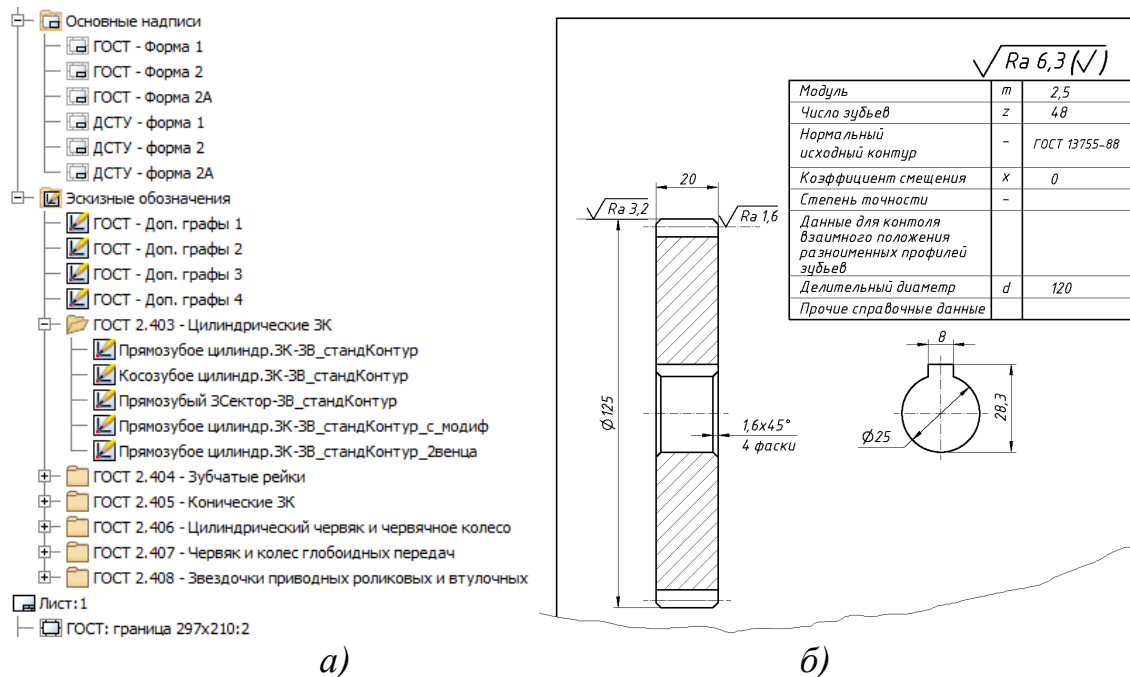 Основные надписи
ГОСТ - Форма 1
ГОСТ - Форма 2
ГОСТ - Форма 2А
ДСТУ - форма 1
ДСТУ - форма 2
ДСТУ - форма 2А
Эскизные обозначения
ГОСТ - Доп. графы 1
ГОСТ - Доп. графы 2
ГОСТ - Доп. графы 3
ГОСТ - Доп. графы 4
ГОСТ 2.403 - Цилиндрические ЗК
Прямозубое цилиндр.ЗК-ЗВ_стандКонтур
Косозубое цилиндр.ЗК-ЗВ_стандКонтур
Прямозубый ЗСектор-ЗВ_стандКонтур
Прямозубое цилиндр.ЗК-ЗВ_стандКонтур_с_модиф
Прямозубое цилиндр.ЗК-ЗВ_стандКонтур_2венца
ГОСТ 2.404 - Зубчатые рейки
ГОСТ 2.405 - Конические ЗК
ГОСТ 2.406 - Цилиндрический червяк и червячное колесо
ГОСТ 2.407 - Червяк и колес глобоидных передач
ГОСТ 2.408 - Звездочки приводных роликовых и втулочных
Лист:1
ГОСТ: граница 297x210:2
а)
Ra 6,3 (√)
Модуль m 2,5
Число зубьев z 48
Нормальный
исходный контур - ГОСТ 13755-88
Коэффициент смещения x 0
Степень точности -
Данные для контроля
взаимного положения
разноименных профилей
зубьев
Делительный диаметр d 120
Прочие справочные данные
20
Ra 3,2
Ra 1,6
Ø125
1,6x45°
4 фаски
8
28,3
Ø25
б)